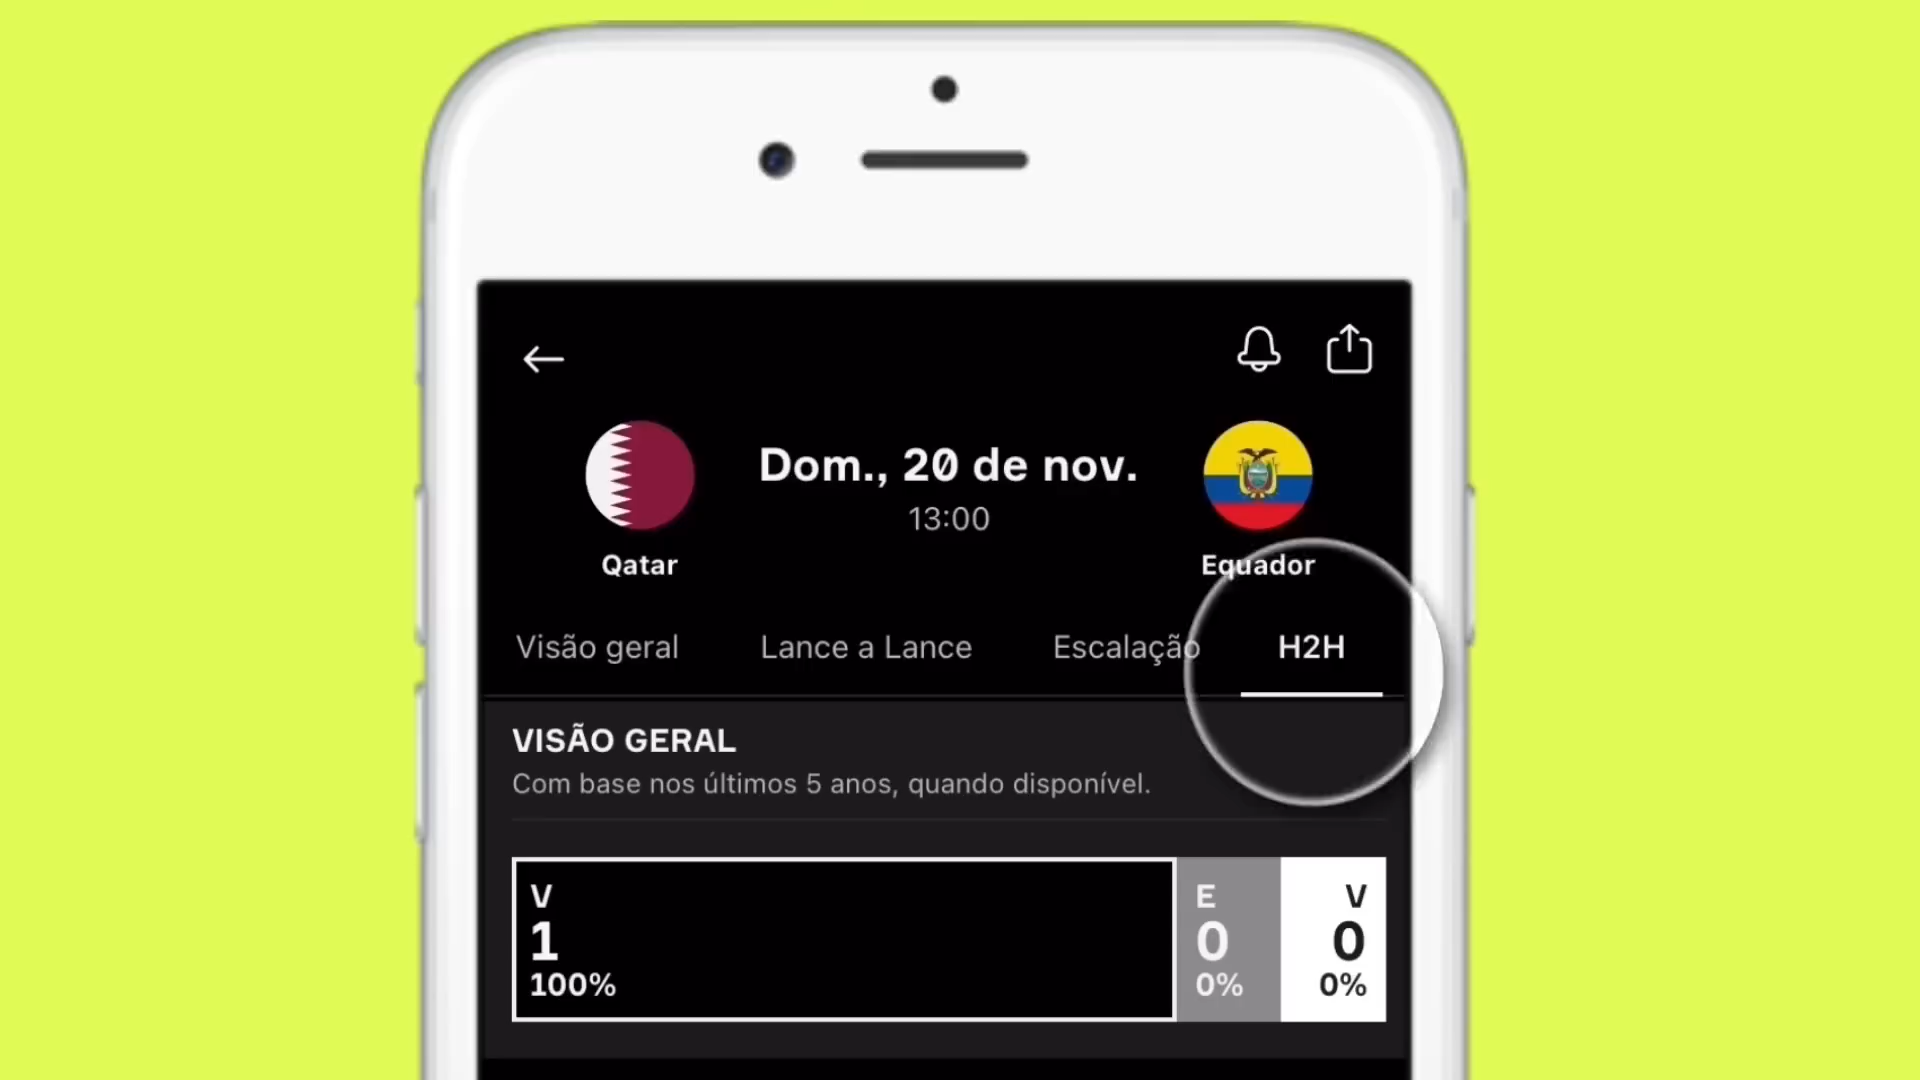 Dom., 20 de nov.
13:00
Qatar
Equador
Visão geral
Lance a Lance
Escalação
H2H
VISÃO GERAL
Com base nos últimos 5 anos, quando disponível.
V
1
100%
E
0
0%
V
0
0%